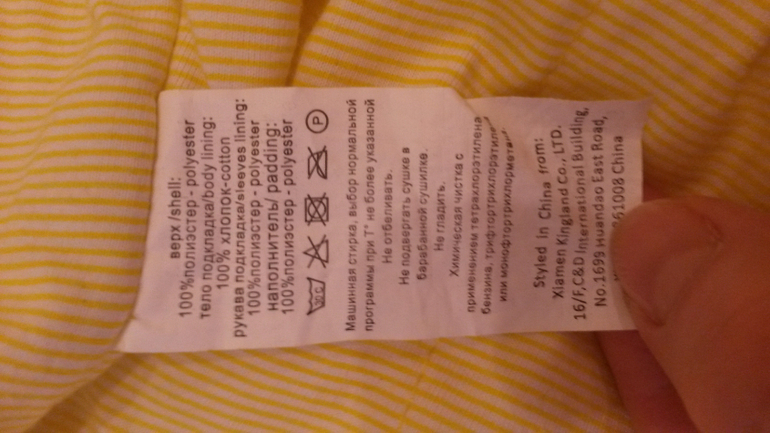 верх /shell:
100%полиэстер - polyester
тело подкладка/body lining:
100% хлопок-cotton
рукава подкладка/sleeves lining:
100%полиэстер - polyester
наполнитель/ padding:
100%полиэстер - polyester
P
Машинная стирка, выбор нормальной
программы при Т° не более указанной
Не отбеливать.
Не подвергать сушке в
барабанной сушилке.
Не гладить.
Химическая чистка с
применением тетрахлорэтилена
бензина, трифтортрихлорэтиле
или монофтортрихлорметан
Styled in China from:
Xiamen Kingland Co., LTD.
16/F,C&D International Building,
No.1699 Huandao East Road,
361008 China